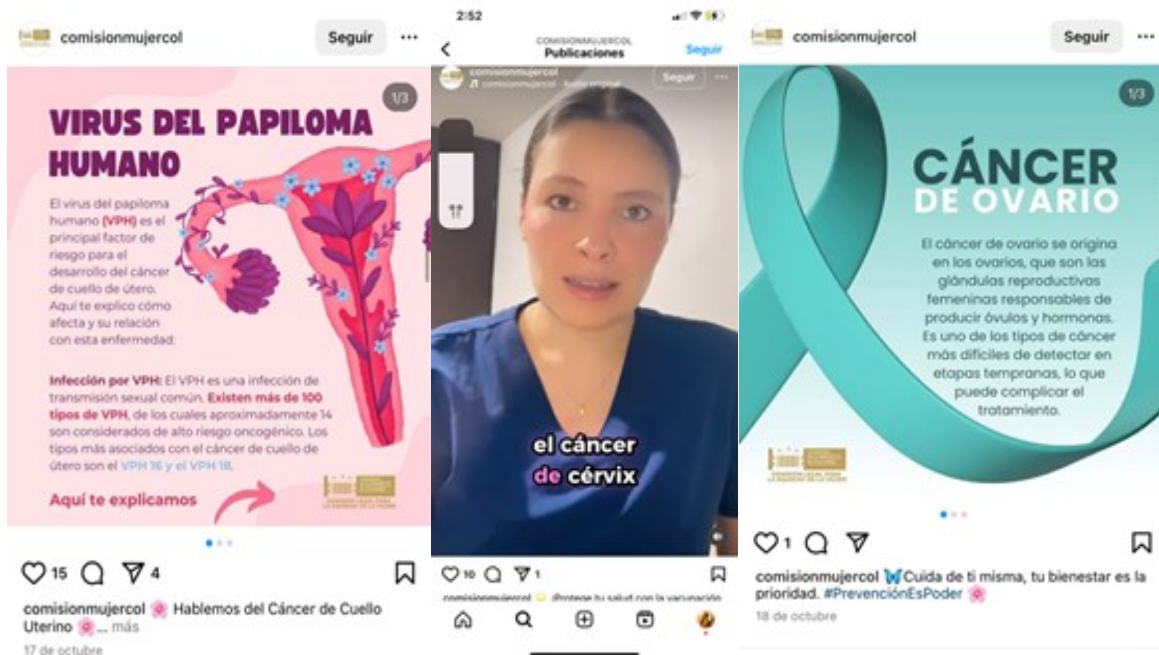 comisionmujercol
Seguir
1/3
VIRUS DEL PAPILOMA
HUMANO
El virus del papiloma
humano (VPH) es el
principal factor de
riesgo para el
desarrollo del cáncer
de cuello de útero.
Aquí te explico cómo
afecta y su relación
con esta enfermedad:
Infección por VPH: El VPH es una infección de
transmisión sexual común. Existen más de 100
tipos de VPH, de los cuales aproximadamente 14
son considerados de alto riesgo oncogénico. Los
tipos más asociados con el cáncer de cuello de
útero son el VPH 16 y el VPH 18.
Aquí te explicamos
15
4
comisionmujercol 🌸 Hablemos del Cáncer de Cuello
Uterino 🌸... más
17 de octubre
2:52
COMISIONMUJERCOL
Publicaciones
Seguir
comisionmujercol
Seguir
comisionmujercol
el cáncer
de cérvix
10
1
comisionmujercol ¡Protege tu salud con la vacunación
comisionmujercol
Seguir
1/3
CÁNCER
DE OVARIO
El cáncer de ovario se origina
en los ovarios, que son las
glándulas reproductivas
femeninas responsables de
producir óvulos y hormonas.
Es uno de los tipos de cáncer
más difíciles de detectar en
etapas tempranas, lo que
puede complicar el
tratamiento.
1
comisionmujercol 🦋Cuida de ti misma, tu bienestar es la
prioridad. #PrevenciónEsPoder 🌸
18 de octubre